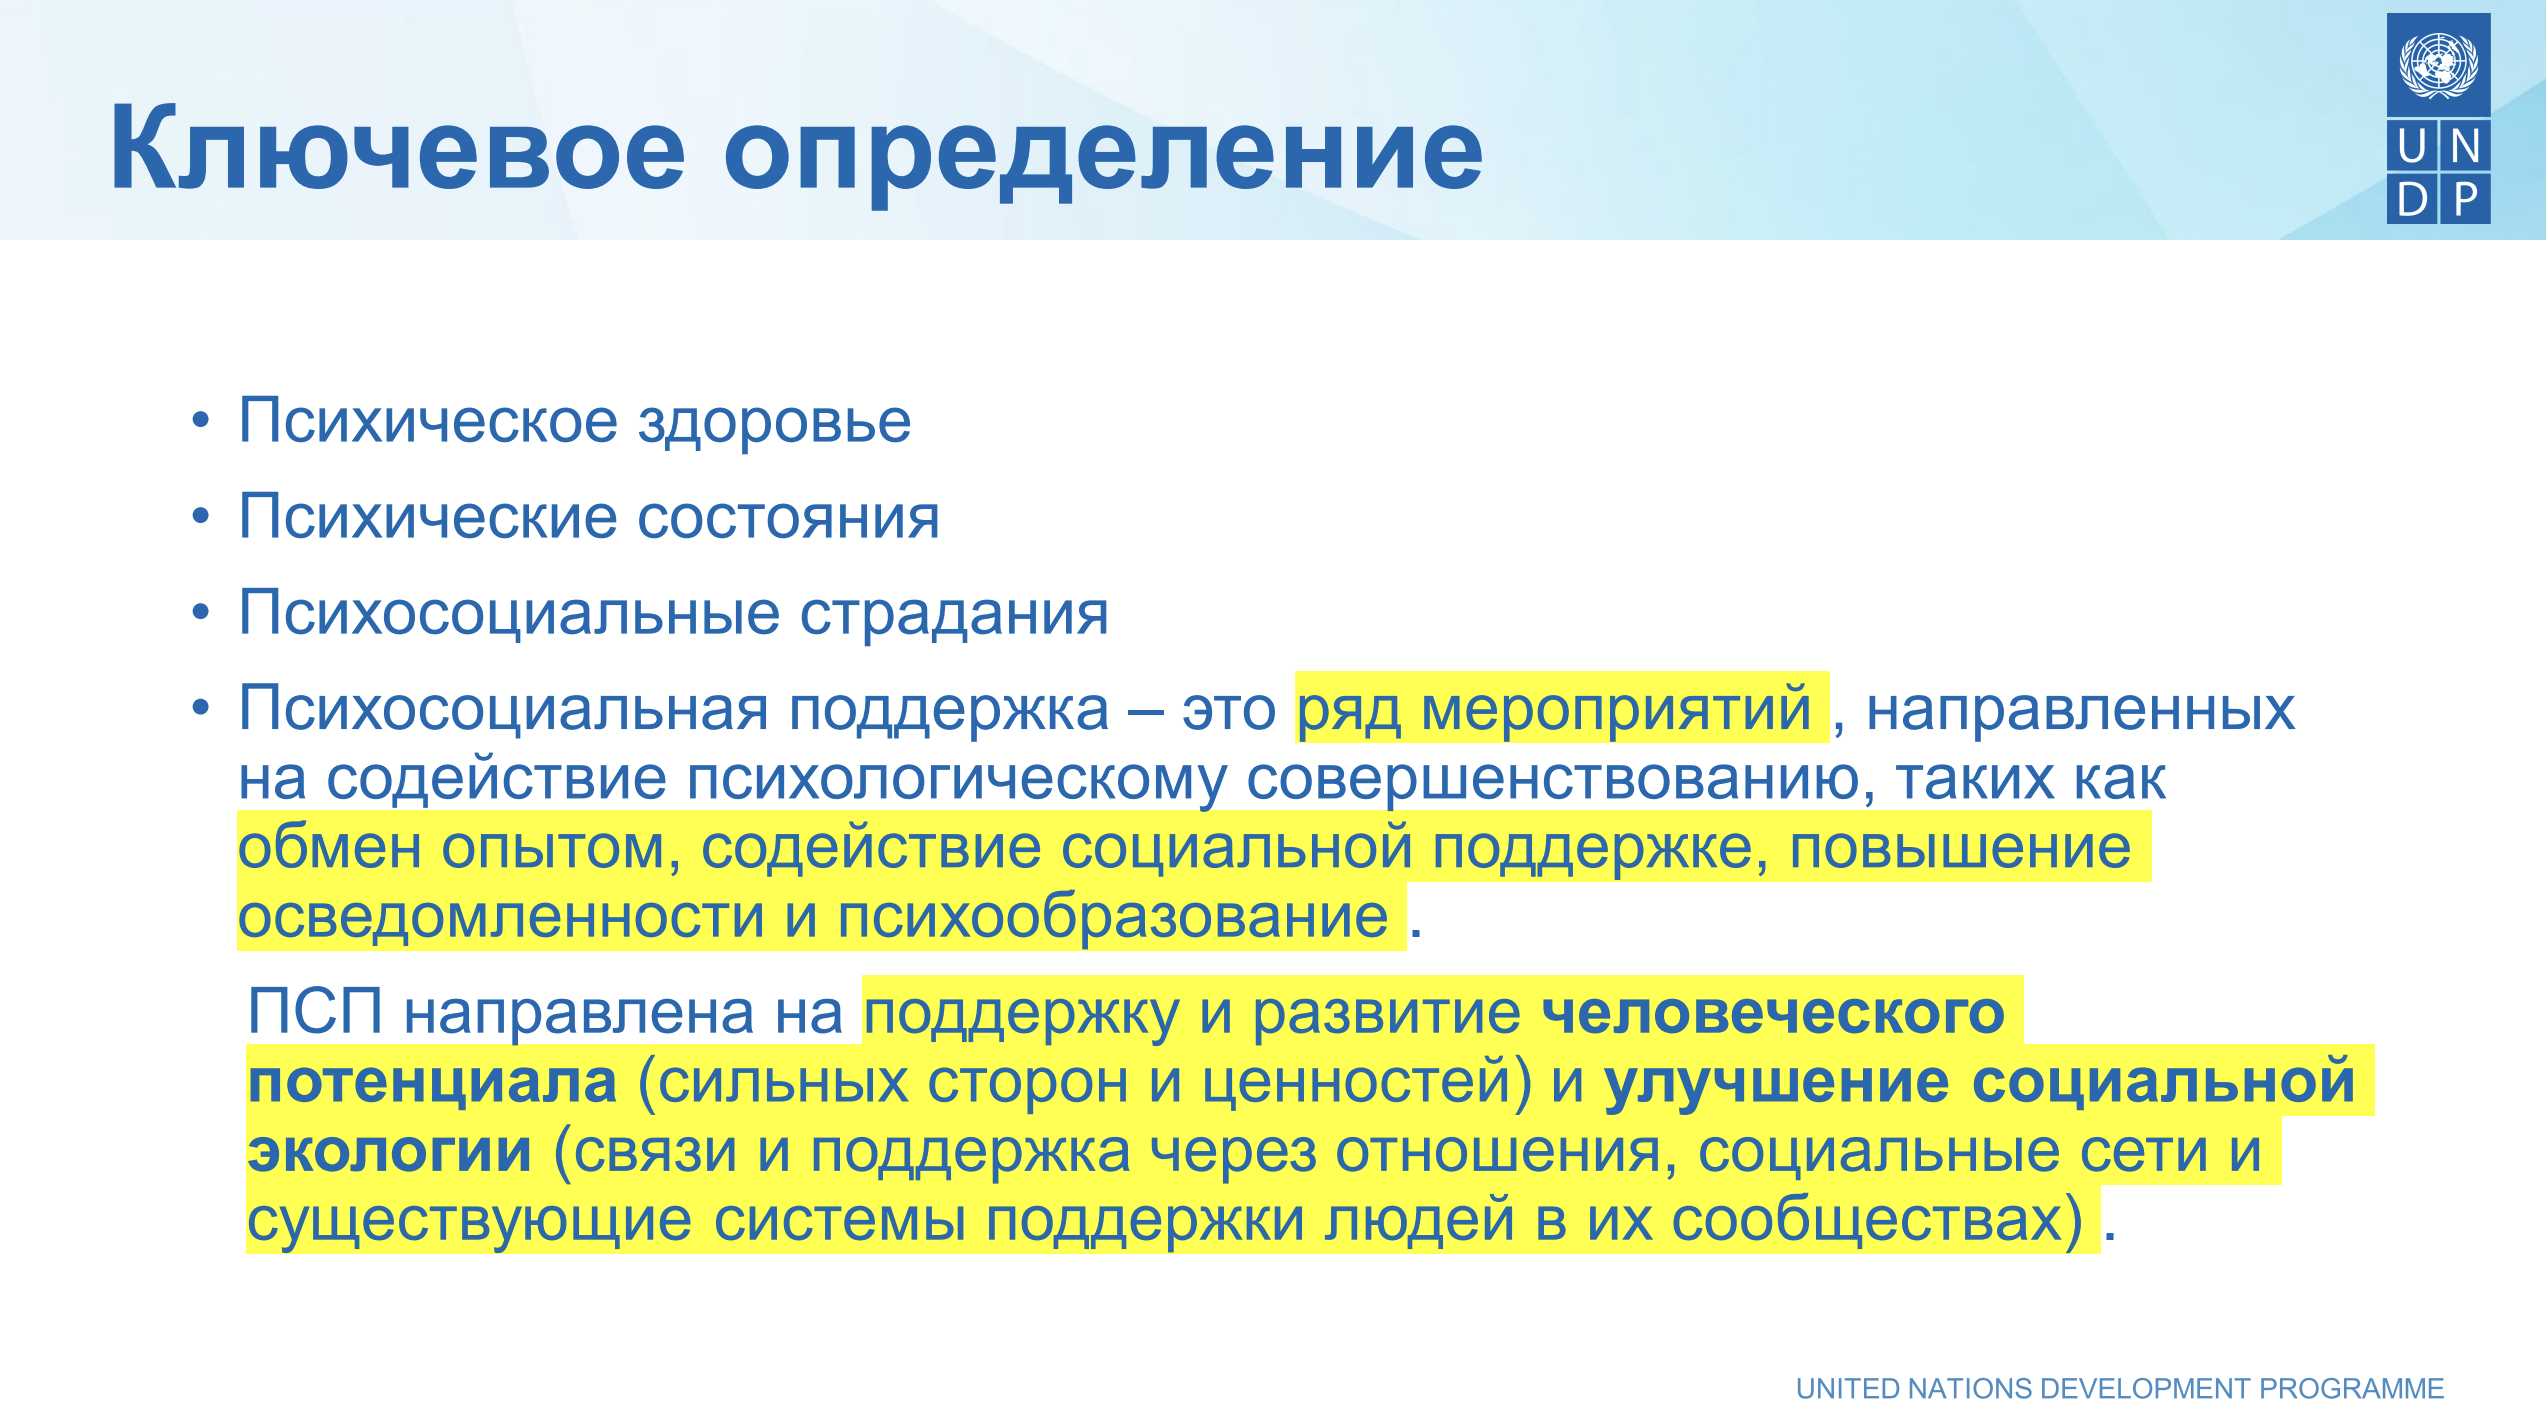 Ключевое определение
UN
DP
• Психическое здоровье
• Психические состояния
• Психосоциальные страдания
• Психосоциальная поддержка – это ряд мероприятий , направленных
на содействие психологическому совершенствованию, таких как
обмен опытом, содействие социальной поддержке, повышение
осведомленности и психообразование .
ПСП направлена на поддержку и развитие человеческого
потенциала (сильных сторон и ценностей) и улучшение социальной
экологии (связи и поддержка через отношения, социальные сети и
существующие системы поддержки людей в их сообществах) .
UNITED NATIONS DEVELOPMENT PROGRAMME